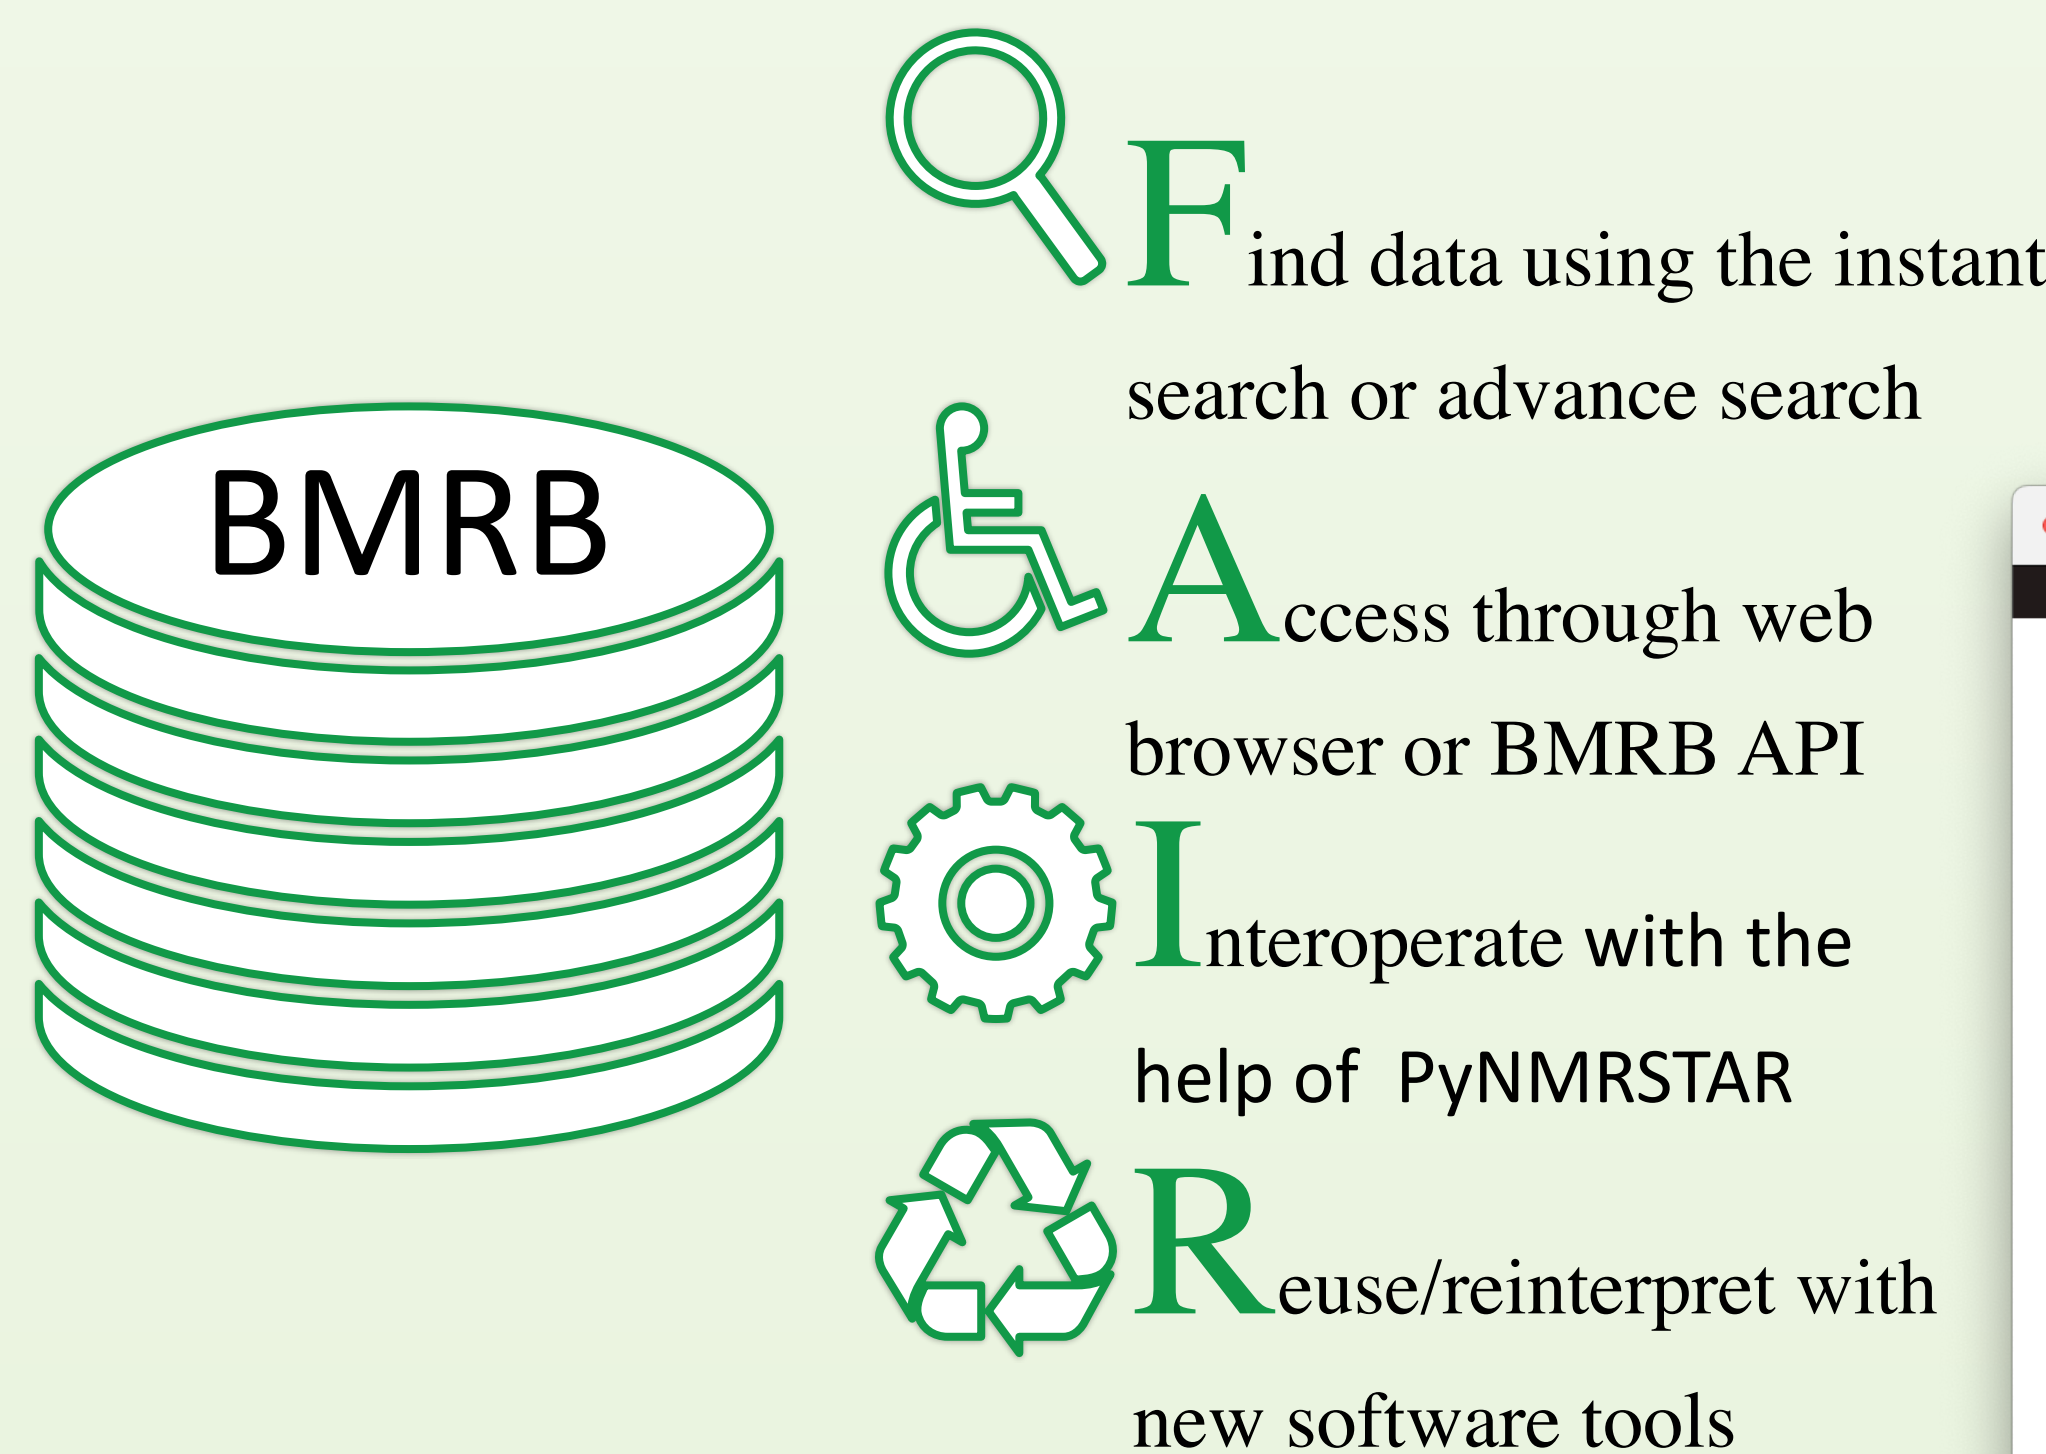 BMRB
Find data using the instant
search or advance search
Access through web
browser or BMRB API
Interoperate with the
help of  PyNMRSTAR
Reuse/reinterpret with
new software tools